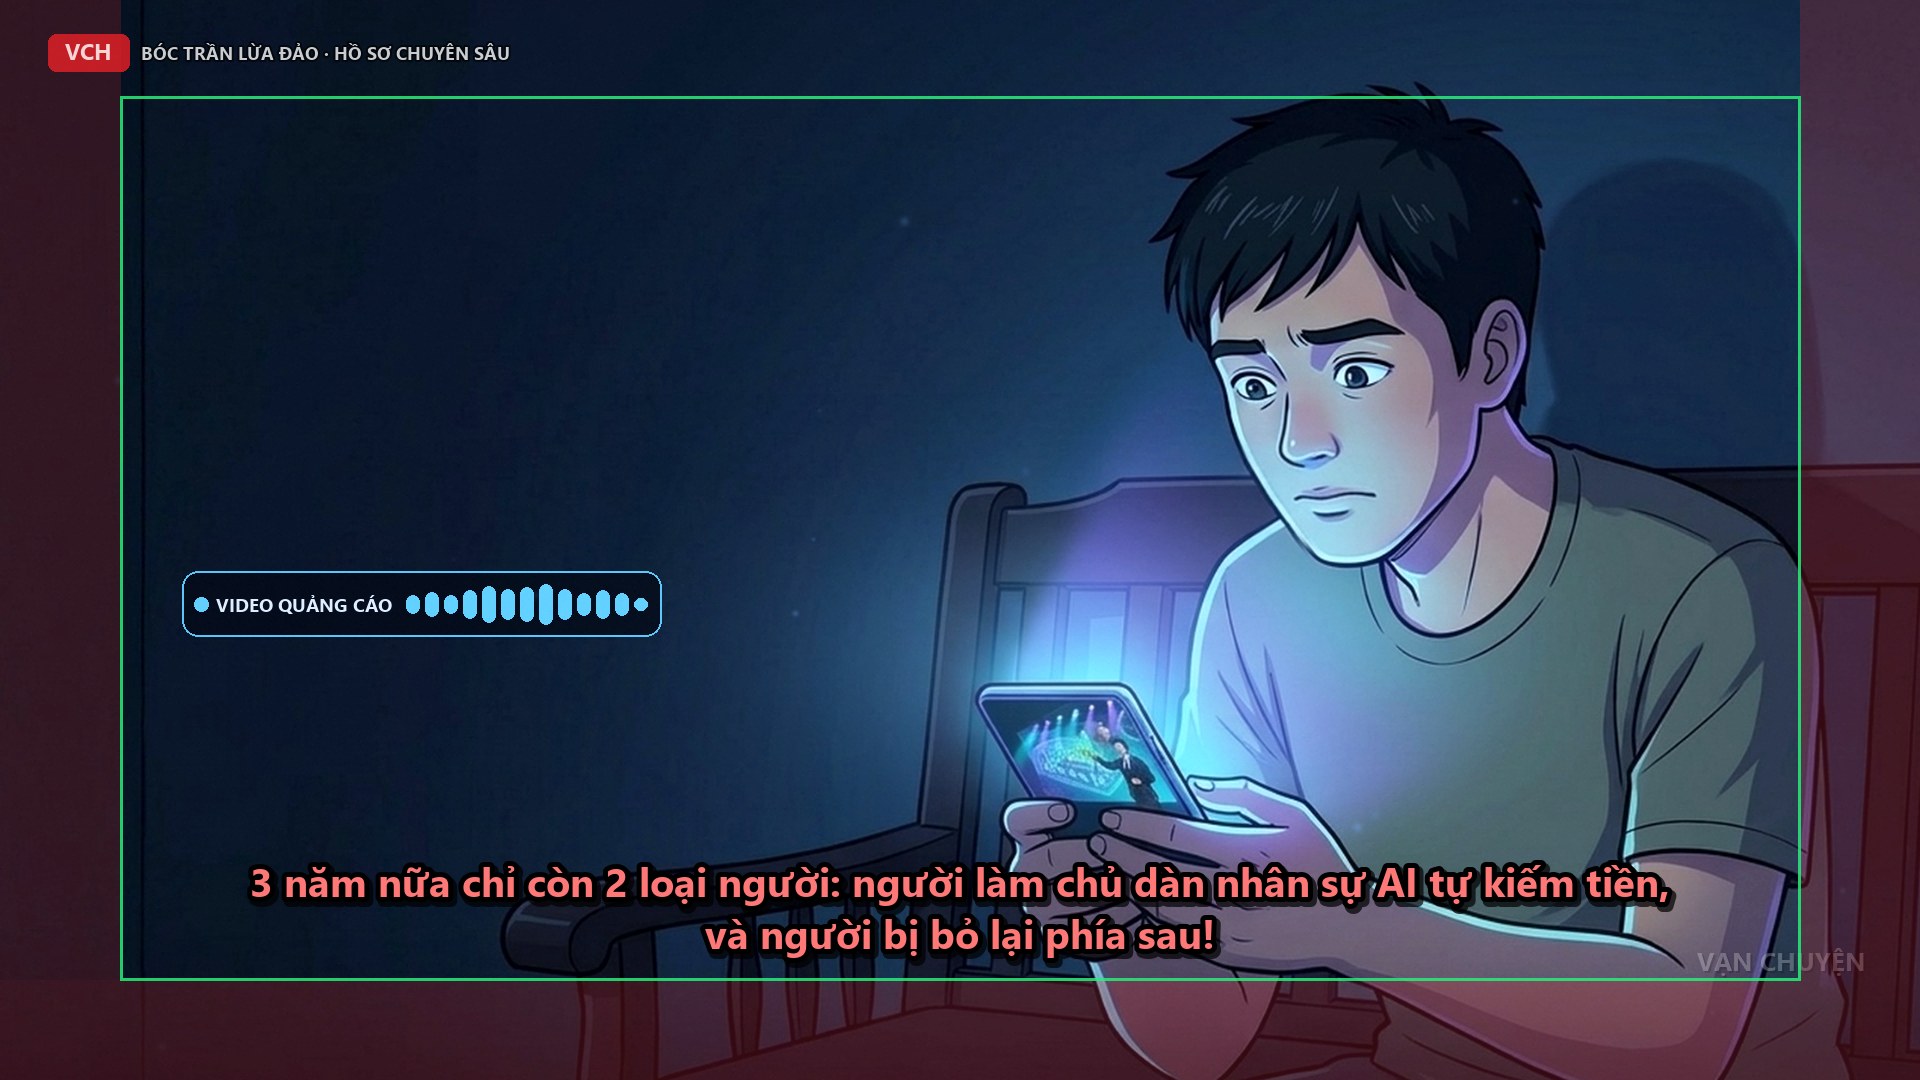 VCH BÓC TRẦN LỪA ĐẢO · HỒ SƠ CHUYÊN SÂU
VIDEO QUẢNG CÁO
3 năm nữa chỉ còn 2 loại người: người làm chủ dàn nhân sự AI tự kiếm tiền,
và người bị bỏ lại phía sau!
VẠN CHUYỆN